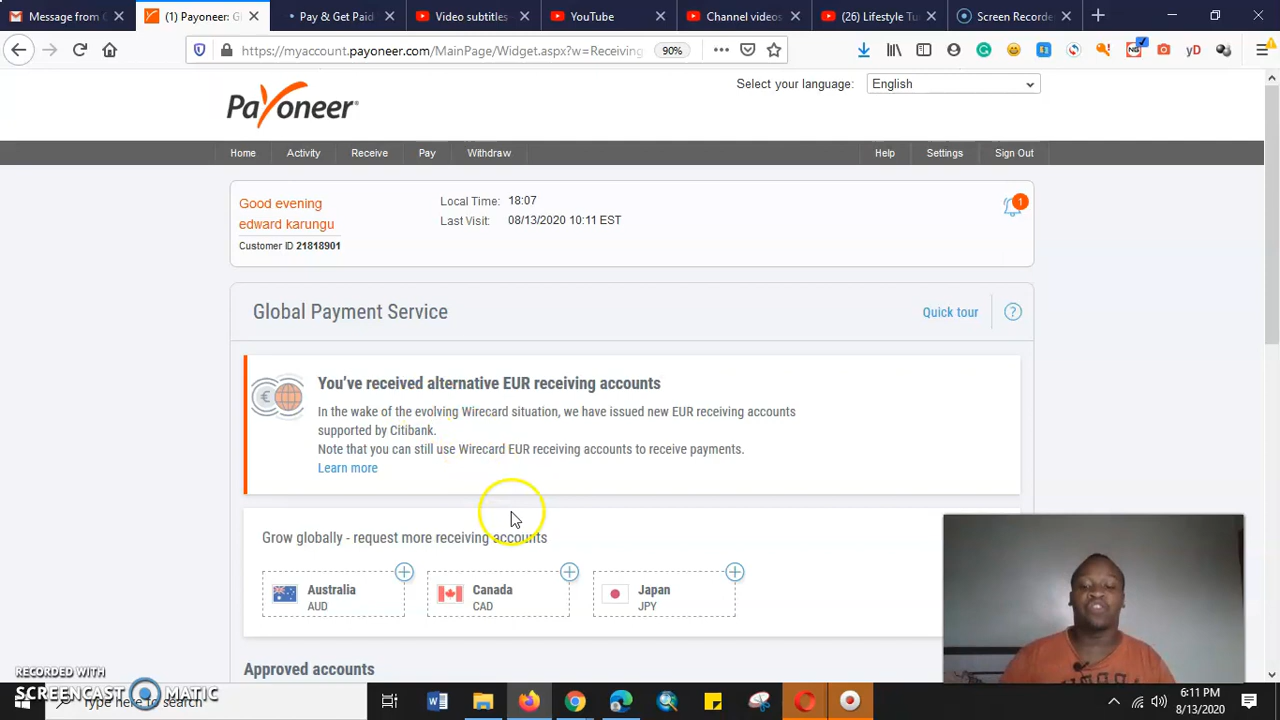 Message from G
(1) Payoneer: Gl
Pay & Get Paid
Video subtitles
YouTube
Channel videos
(26) Lifestyle Tu
Screen Recorde
https://myaccount.payoneer.com/MainPage/Widget.aspx?w=Receiving
90%
Select your language: English
Payoneer
Home Activity Receive Pay Withdraw Help Settings Sign Out
Good evening
edward karungu
Customer ID 21818901
Local Time: 18:07
Last Visit: 08/13/2020 10:11 EST
1
Global Payment Service
Quick tour
?
You've received alternative EUR receiving accounts
In the wake of the evolving Wirecard situation, we have issued new EUR receiving accounts
supported by Citibank.
Note that you can still use Wirecard EUR receiving accounts to receive payments.
Learn more
Grow globally - request more receiving accounts
Australia
AUD
Canada
CAD
Japan
JPY
Approved accounts
RECORDED WITH
SCREENCAST MATIC
Type here to search
6:11 PM
8/13/2020